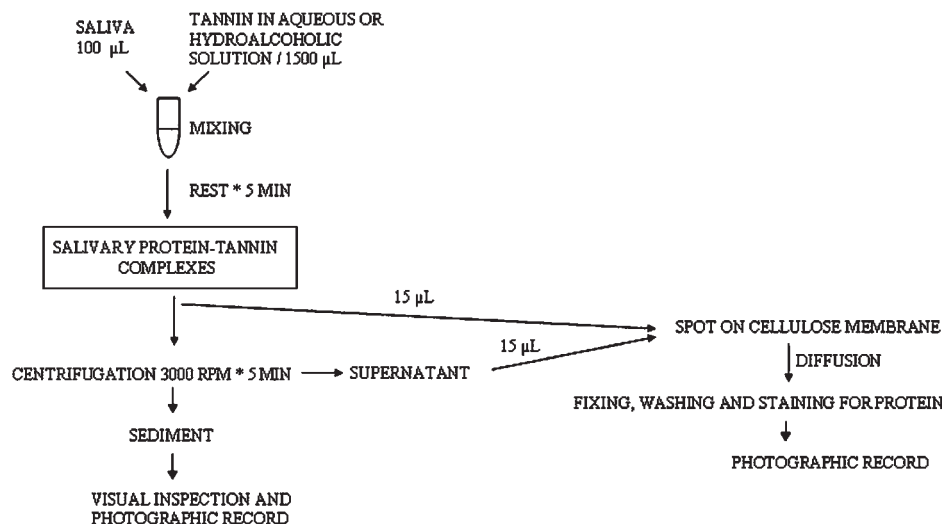 SALIVA
100 µL
TANNIN IN AQUEOUS OR
HYDROALCOHOLIC
SOLUTION / 1500 µL
MIXING
REST * 5 MIN
SALIVARY PROTEIN-TANNIN
COMPLEXES
15 µL
SPOT ON CELLULOSE MEMBRANE
15 µL
DIFFUSION
CENTRIFUGATION 3000 RPM * 5 MIN
SUPERNATANT
FIXING, WASHING AND STAINING FOR PROTEIN
SEDIMENT
PHOTOGRAPHIC RECORD
VISUAL INSPECTION AND
PHOTOGRAPHIC RECORD